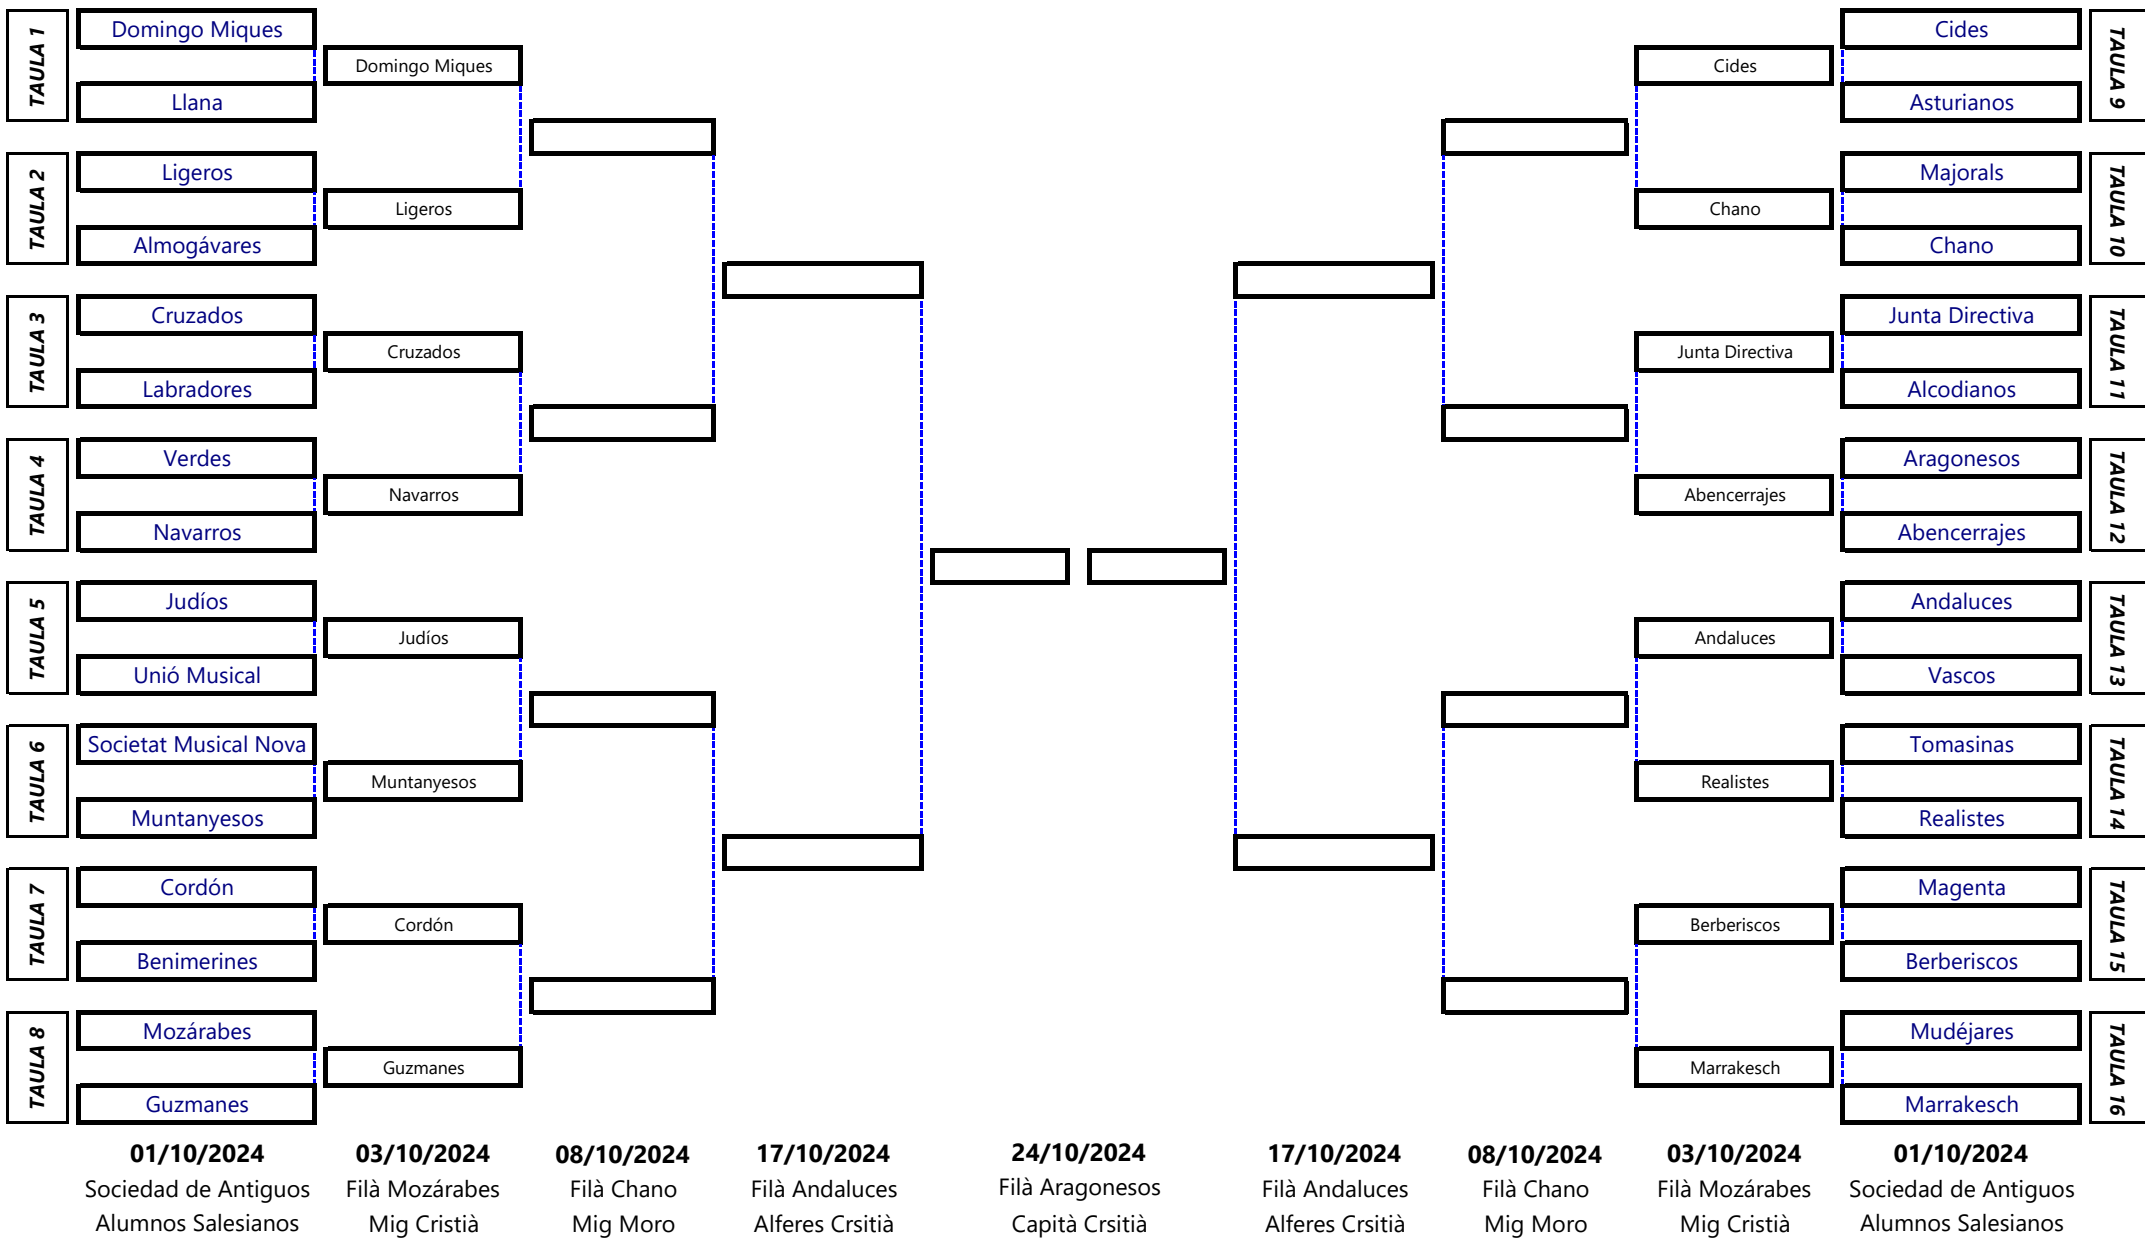 TAULA 1
Domingo Miques
Llana
TAULA 2
Ligeros
Almogávares
TAULA 3
Cruzados
Labradores
TAULA 4
Verdes
Navarros
TAULA 5
Judíos
Unió Musical
TAULA 6
Societat Musical Nova
Muntanyesos
TAULA 7
Cordón
Benimerines
TAULA 8
Mozárabes
Guzmanes
Domingo Miques
Ligeros
Cruzados
Navarros
Judíos
Muntanyesos
Cordón
Guzmanes
Cides
Chano
Junta Directiva
Abencerrajes
Andaluces
Realistes
Berberiscos
Marrakesch
Cides
Asturianos
TAULA 9
Majorals
Chano
TAULA 10
Junta Directiva
Alcodianos
TAULA 11
Aragonesos
Abencerrajes
TAULA 12
Andaluces
Vascos
TAULA 13
Tomasinas
Realistes
TAULA 14
Magenta
Berberiscos
TAULA 15
Mudéjares
Marrakesch
TAULA 16
01/10/2024
Sociedad de Antiguos
Alumnos Salesianos
03/10/2024
Filà Mozárabes
Mig Cristià
08/10/2024
Filà Chano
Mig Moro
17/10/2024
Filà Andaluces
Alferes Crsitià
24/10/2024
Filà Aragonesos
Capità Crsitià
17/10/2024
Filà Andaluces
Alferes Crsitià
08/10/2024
Filà Chano
Mig Moro
03/10/2024
Filà Mozárabes
Mig Cristià
01/10/2024
Sociedad de Antiguos
Alumnos Salesianos